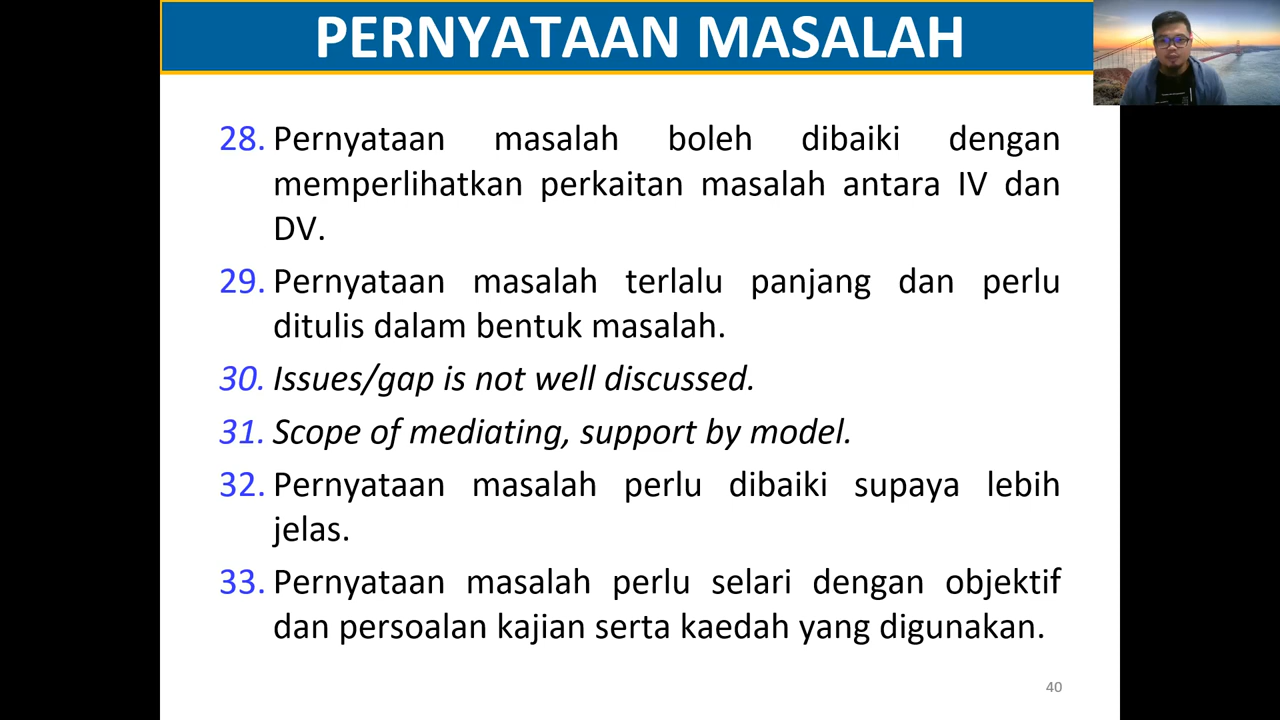 PERNYATAAN MASALAH
28. Pernyataan masalah boleh dibaiki dengan
memperlihatkan perkaitan masalah antara IV dan
DV.
29. Pernyataan masalah terlalu panjang dan perlu
ditulis dalam bentuk masalah.
30. Issues/gap is not well discussed.
31. Scope of mediating, support by model.
32. Pernyataan masalah perlu dibaiki supaya lebih
jelas.
33. Pernyataan masalah perlu selari dengan objektif
dan persoalan kajian serta kaedah yang digunakan.
40